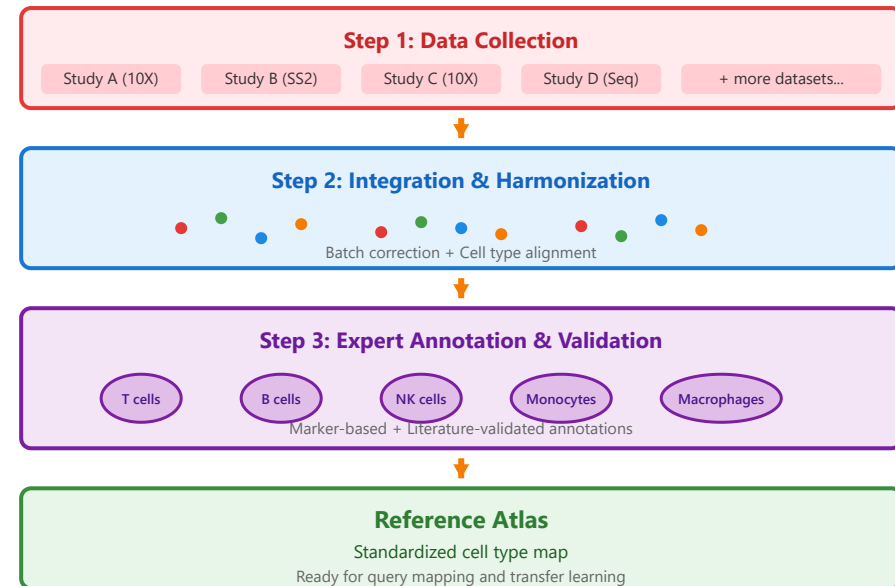 Step 1: Data Collection
Study A (10X) Study B (SS2) Study C (10X) Study D (Seq) + more datasets...
Step 2: Integration & Harmonization
Batch correction + Cell type alignment
Step 3: Expert Annotation & Validation
T cells B cells NK cells Monocytes Macrophages
Marker-based + Literature-validated annotations
Reference Atlas
Standardized cell type map
Ready for query mapping and transfer learning